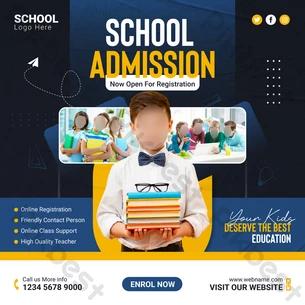 SCHOOL
Logo Here
SCHOOL
ADMISSION
Now Open For Registration
Online Registration
Friendly Contact Person
Online Class Support
High Quality Teacher
Your Kids
DESERVE THE BEST
EDUCATION
Call us More info
1234 5678 9000
ENROL NOW
www.webname.com
VISIT OUR WEBSITE